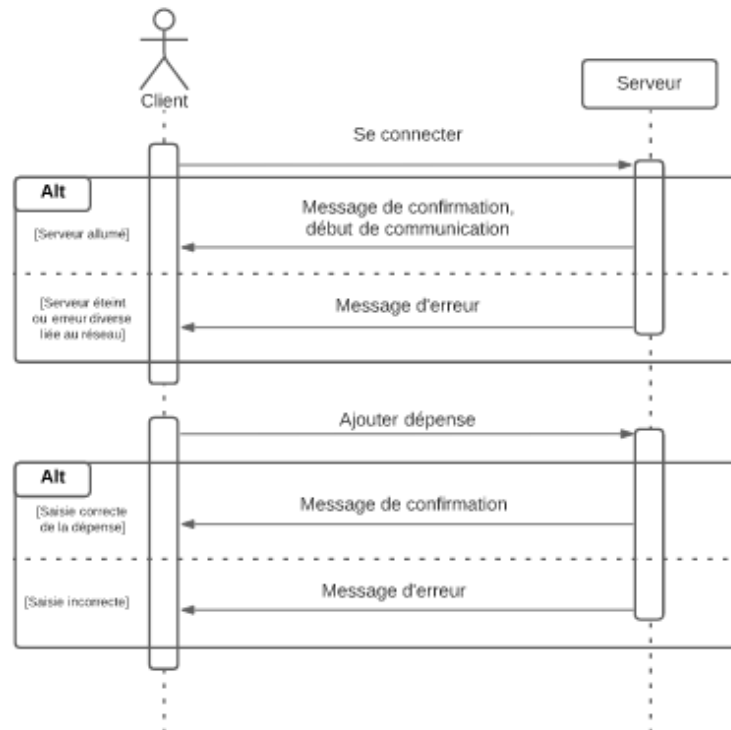 Client
Serveur
Se connecter
Alt
Message de confirmation,
début de communication
[Serveur allumé]
[Serveur éteint
ou erreur diverse
liée au réseau]
Message d'erreur
Ajouter dépense
Alt
Message de confirmation
[Saisie correcte
de la dépense]
Message d'erreur
[Saisie incorrecte]